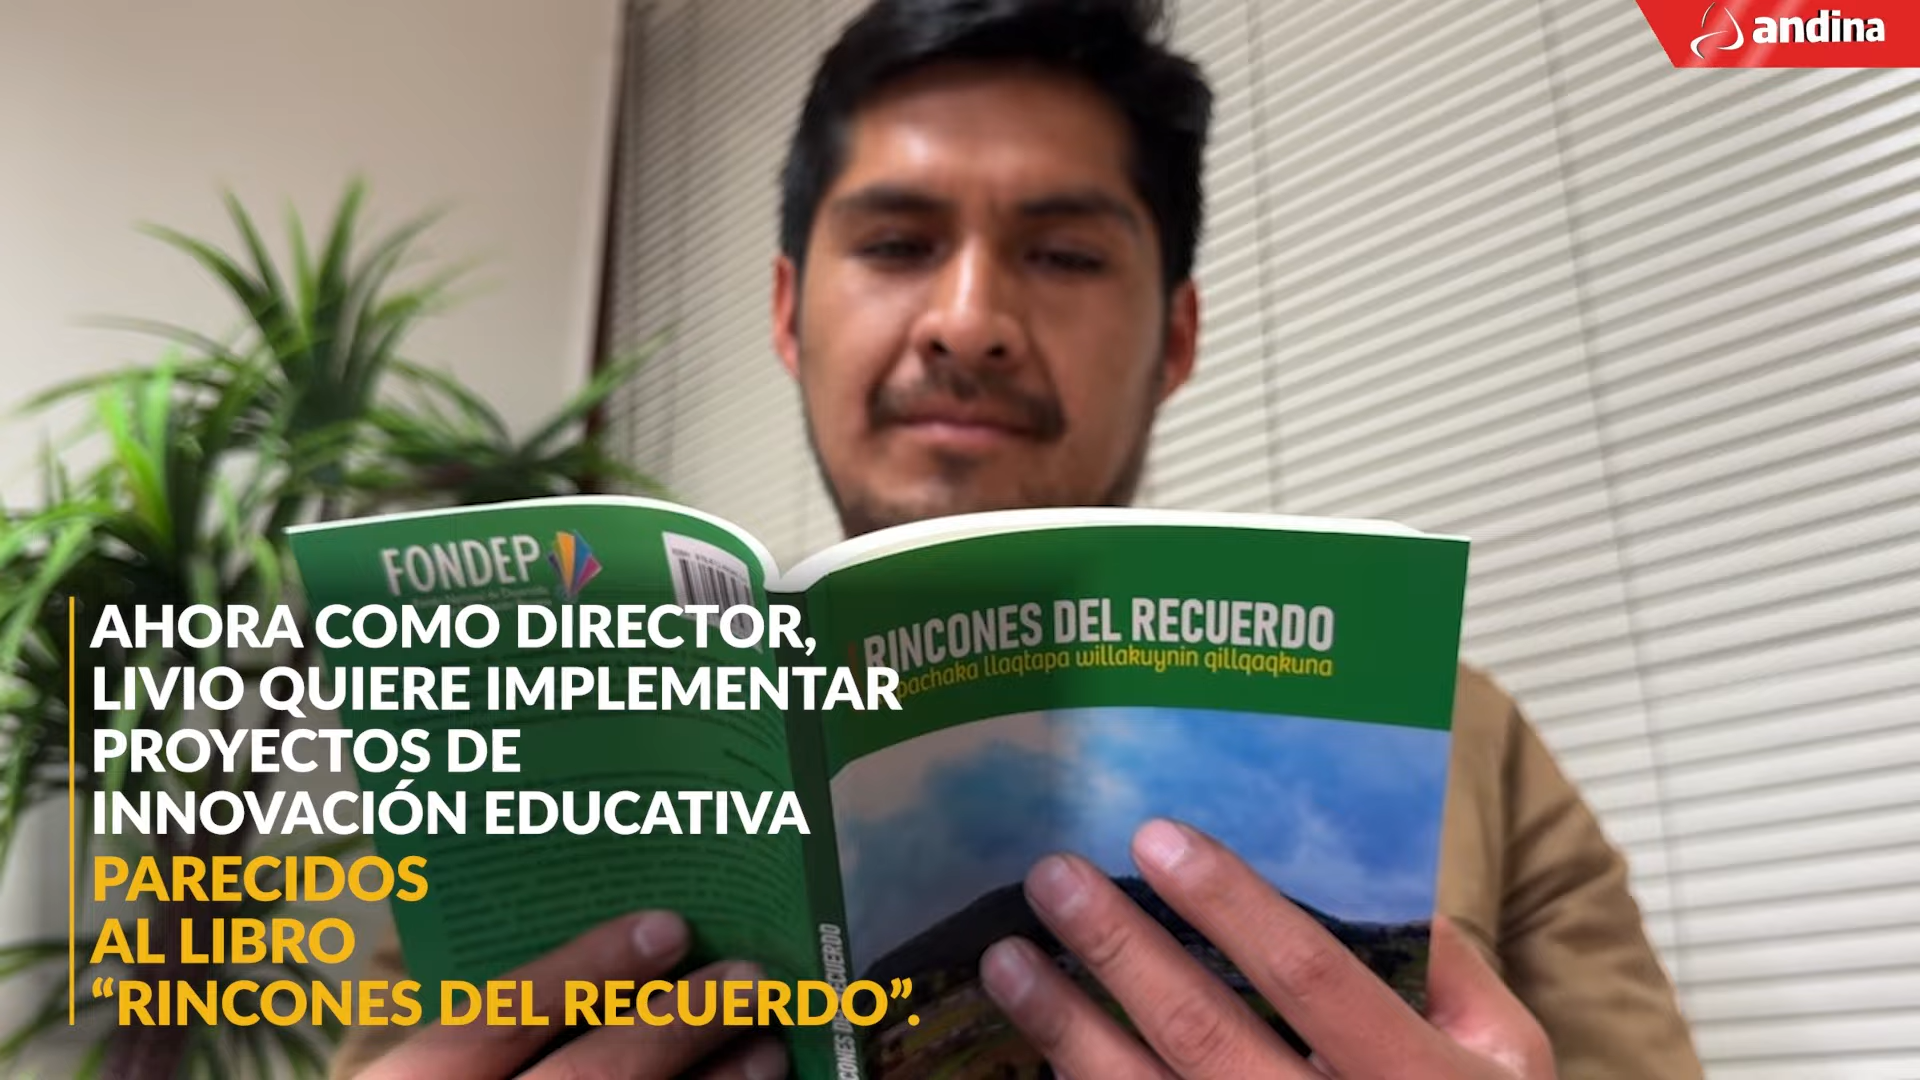 andina
FONDEP
RINCONES DEL RECUERDO
pachaka llaqtapa willakuynin qillqaqkuna
AHORA COMO DIRECTOR,
LIVIO QUIERE IMPLEMENTAR
PROYECTOS DE
INNOVACIÓN EDUCATIVA
PARECIDOS
AL LIBRO
“RINCONES DEL RECUERDO”.